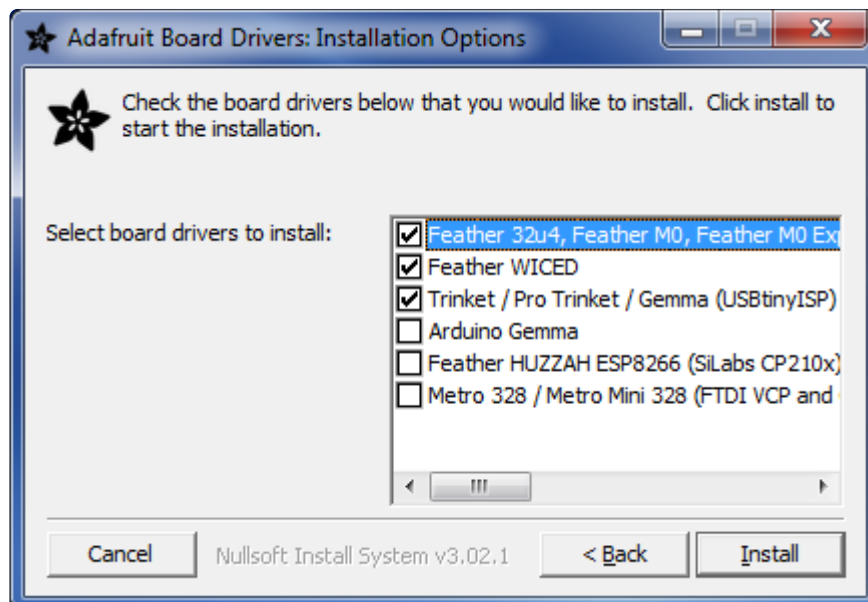 Adafruit Board Drivers: Installation Options
Check the board drivers below that you would like to install.  Click install to
start the installation.
Select board drivers to install:
Feather 32u4, Feather M0, Feather M0
Feather WICED
Trinket / Pro Trinket / Gemma (USBtinyISP)
Arduino Gemma
Feather HUZZAH ESP8266 (SiLabs CP210x)
Metro 328 / Metro Mini 328 (FTDI VCP and
Cancel
Nullsoft Install System v3.02.1
< Back
Install